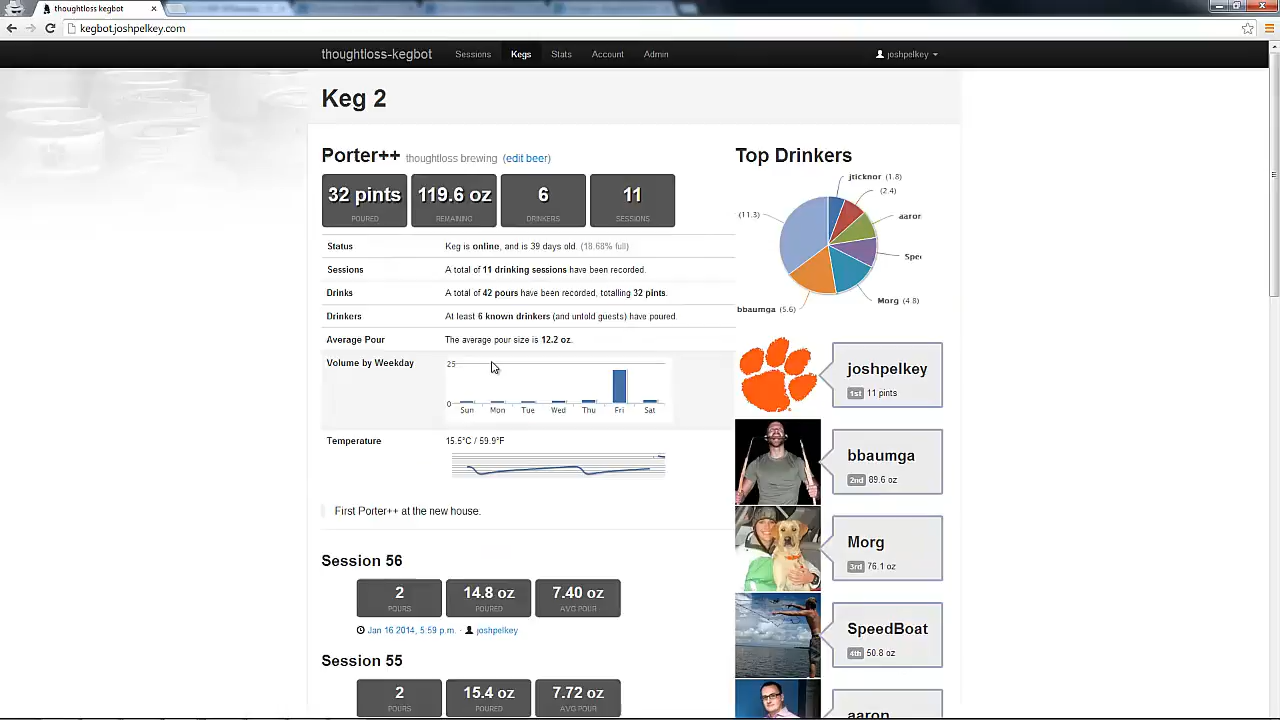 thoughtloss kegbot
kegbot.joshpelkey.com
thoughtloss-kegbot Sessions Kegs Stats Account Admin joshpelkey
Keg 2
Porter++ thoughtloss brewing (edit beer)
32 pints 119.6 oz 6 11
POURED REMAINING DRINKERS SESSIONS
Status Keg is online, and is 39 days old. (18.68% full)
Sessions A total of 11 drinking sessions have been recorded.
Drinks A total of 42 pours have been recorded, totalling 32 pints.
Drinkers At least 6 known drinkers (and untold guests) have poured.
Average Pour The average pour size is 12.2 oz.
Volume by Weekday
25
0
Sun Mon Tue Wed Thu Fri Sat
Temperature 15.5°C / 59.9°F
First Porter++ at the new house.
Session 56
2 14.8 oz 7.40 oz
POURS POURED AVG POUR
Jan 16 2014, 5:59 p.m. · joshpelkey
Session 55
2 15.4 oz 7.72 oz
POURS POURED AVG POUR
Top Drinkers
jticknor (1.8)
(2.4)
(11.3)
aaron
Spee
Morg (4.8)
bbaumga (5.6)
joshpelkey
1st 11 pints
bbaumga
2nd 89.6 oz
Morg
3rd 76.1 oz
SpeedBoat
4th 50.8 oz
aaron